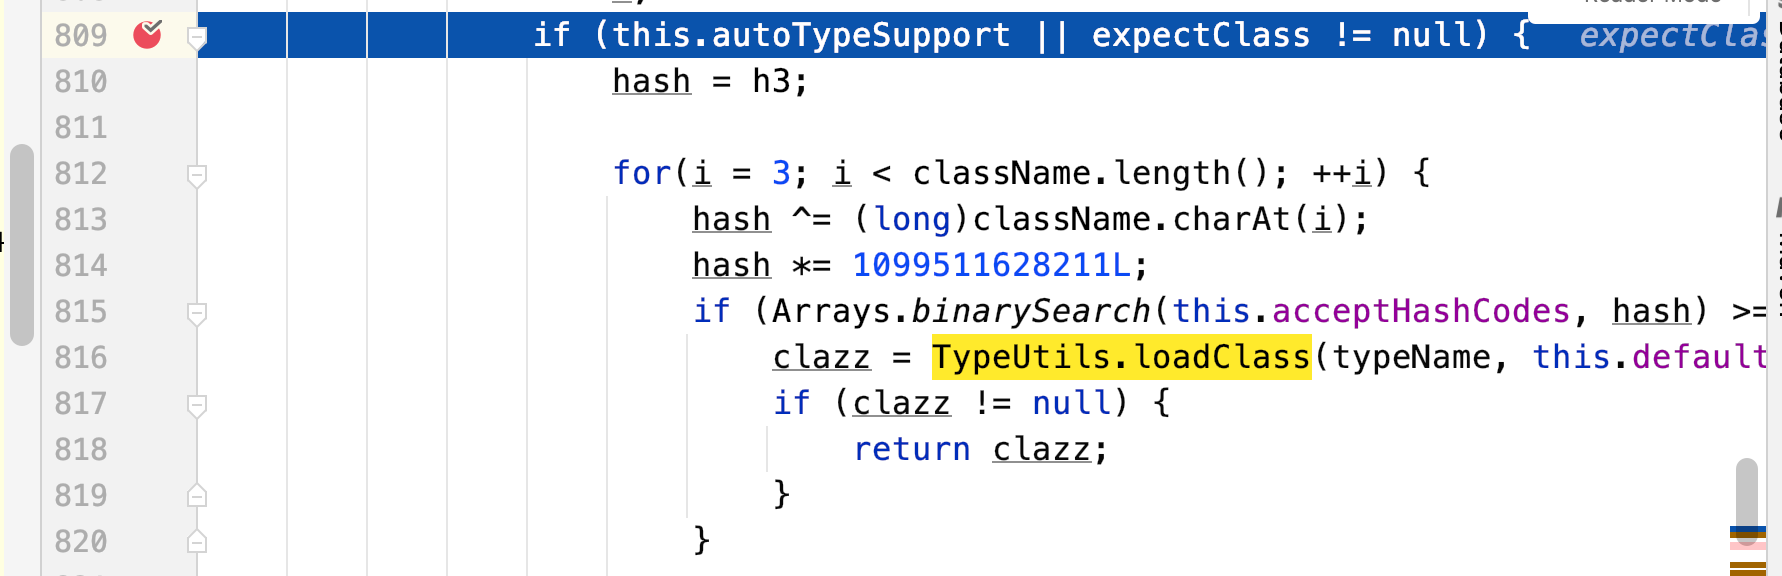 809 if (this.autoTypeSupport || expectClass != null) { expectClas
810 hash = h3;
811
812 for(i = 3; i < className.length(); ++i) {
813 hash ^= (long)className.charAt(i);
814 hash *= 1099511628211L;
815 if (Arrays.binarySearch(this.acceptHashCodes, hash) >=
816 clazz = TypeUtils.loadClass(typeName, this.default
817 if (clazz != null) {
818 return clazz;
819 }
820 }